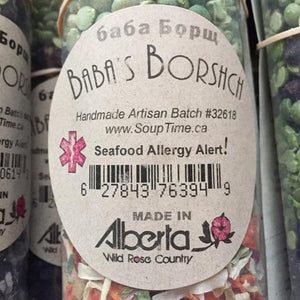 баба Борщ
BABA'S BORSHCH
Handmade Artisan Batch #32618
www.SoupTime.ca
Seafood Allergy Alert!
6 27843 76394 9
MADE IN
Alberta
Wild Rose Country